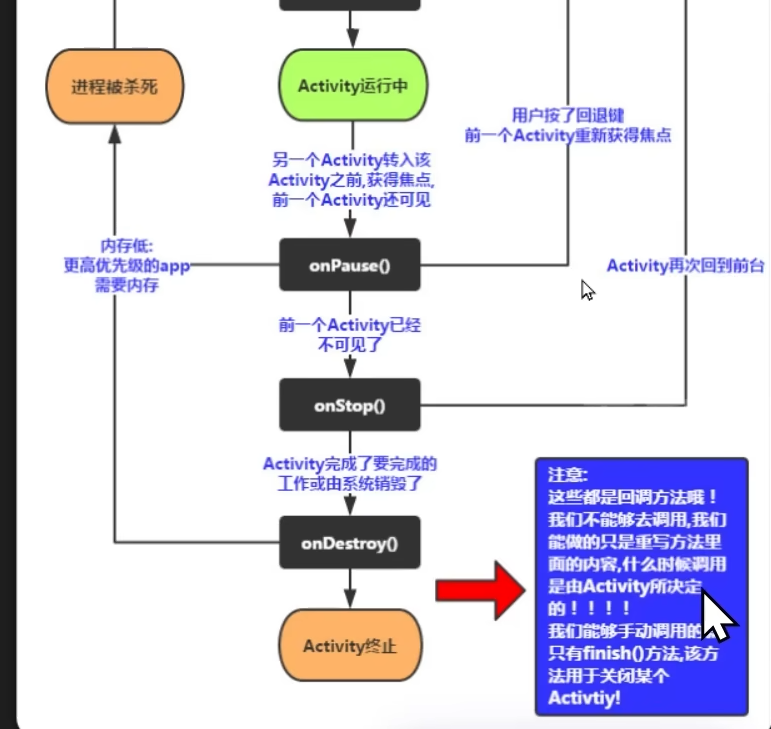 进程被杀死
Activity运行中
用户按了回退键
前一个Activity重新获得焦点
另一个Activity转入该
Activity之前,获得焦点,
前一个Activity还可见
内存低:
更高优先级的app
需要内存
onPause()
Activity再次回到前台
前一个Activity已经
不可见了
onStop()
Activity完成了要完成的
工作或由系统销毁了
onDestroy()
Activity终止
注意:
这些都是回调方法哦！
我们不能够去调用,我们
能做的只是重写方法里
面的内容,什么时候调用
是由Activity所决定
的！！！！
我们能够手动调用的
只有finish()方法,该方
法用于关闭某个
Activtiy!